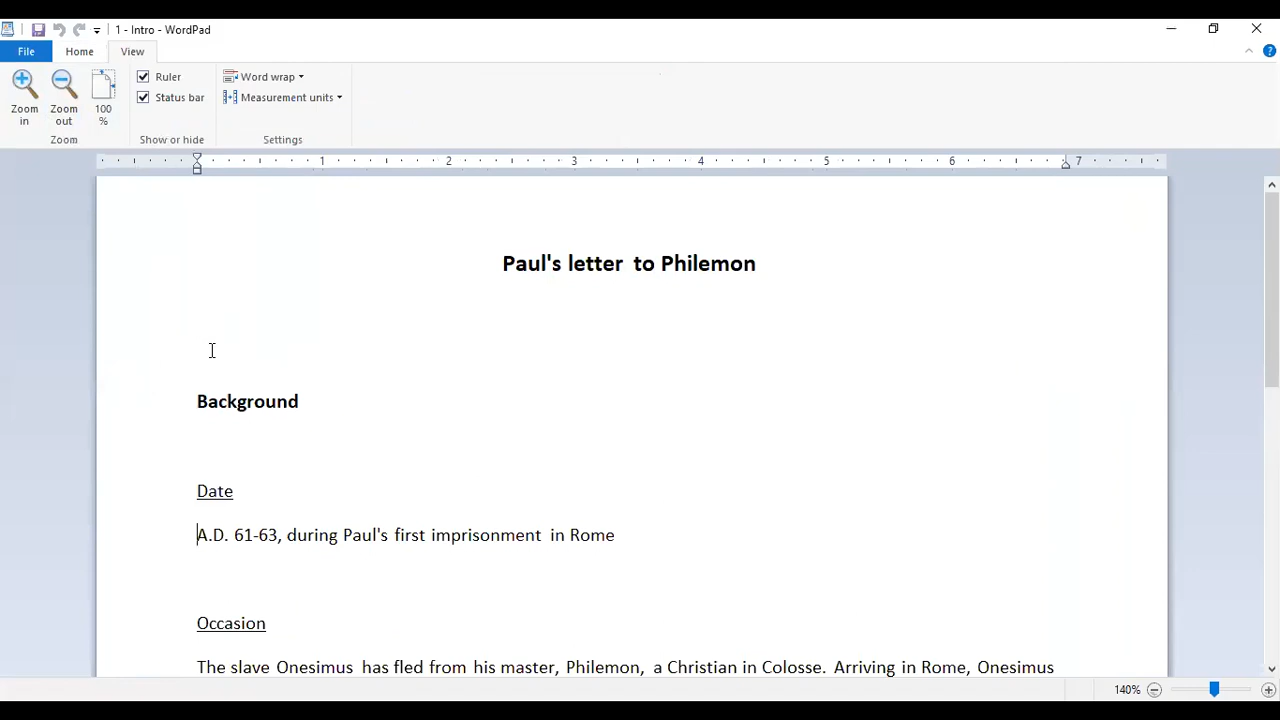 1 - Intro - WordPad
File Home View
Zoom in
Zoom out
100 %
Ruler
Status bar
Word wrap
Measurement units
Zoom Show or hide Settings
1 2 3 4 5 6 7
Paul's letter to Philemon
Background
Date
A.D. 61-63, during Paul's first imprisonment in Rome
Occasion
The slave Onesimus has fled from his master, Philemon, a Christian in Colosse. Arriving in Rome, Onesimus
140%